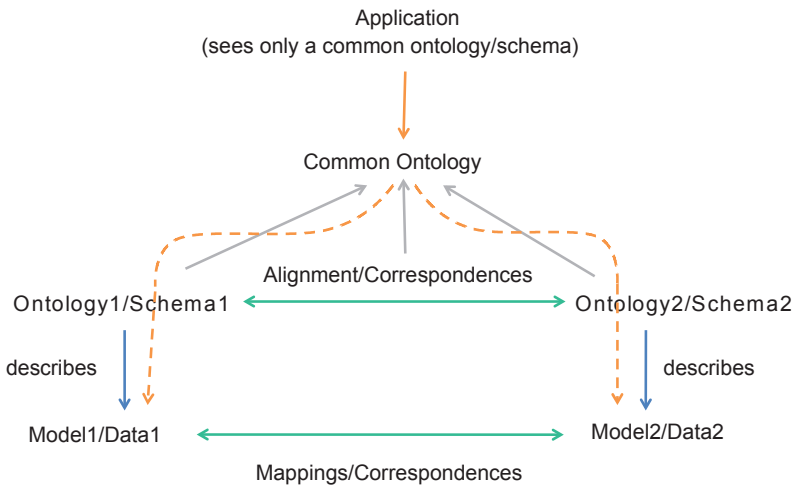 Application
(sees only a common ontology/schema)
Common Ontology
Alignment/Correspondences
Ontology1/Schema1
Ontology2/Schema2
describes
describes
Model1/Data1
Model2/Data2
Mappings/Correspondences